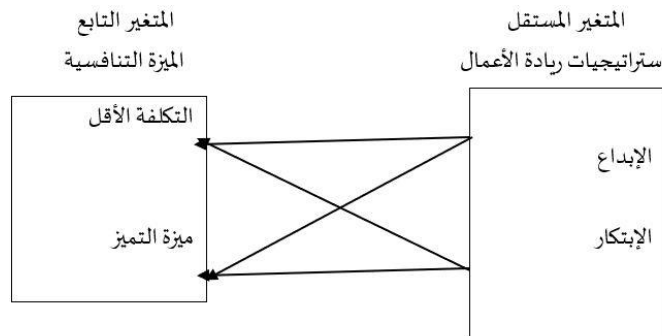 المتغير المستقل
ستراتيجيات ريادة الأعمال
الإبداع
الإبتكار
المتغير التابع
الميزة التنافسية
التكلفة الأقل
ميزة التميز